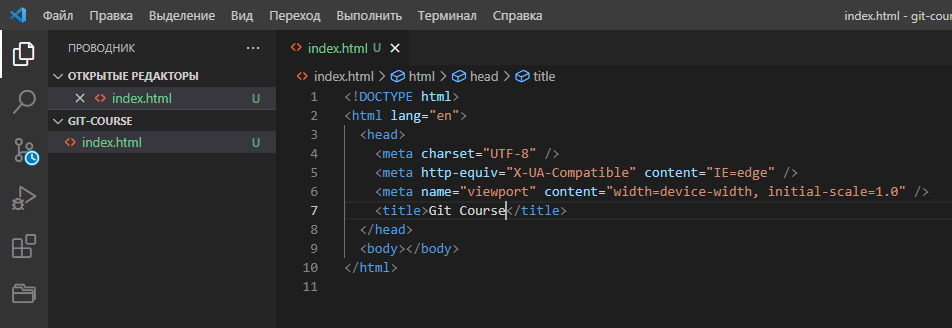 Файл Правка Выделение Вид Переход Выполнить Терминал Справка index.html - git-cou
ПРОВОДНИК ...
ОТКРЫТЫЕ РЕДАКТОРЫ
index.html U
GIT-COURSE
index.html U
index.html U
index.html > html > head > title
1 <!DOCTYPE html>
2 <html lang="en">
3 <head>
4 <meta charset="UTF-8" />
5 <meta http-equiv="X-UA-Compatible" content="IE=edge" />
6 <meta name="viewport" content="width=device-width, initial-scale=1.0" />
7 <title>Git Course</title>
8 </head>
9 <body></body>
10 </html>
11